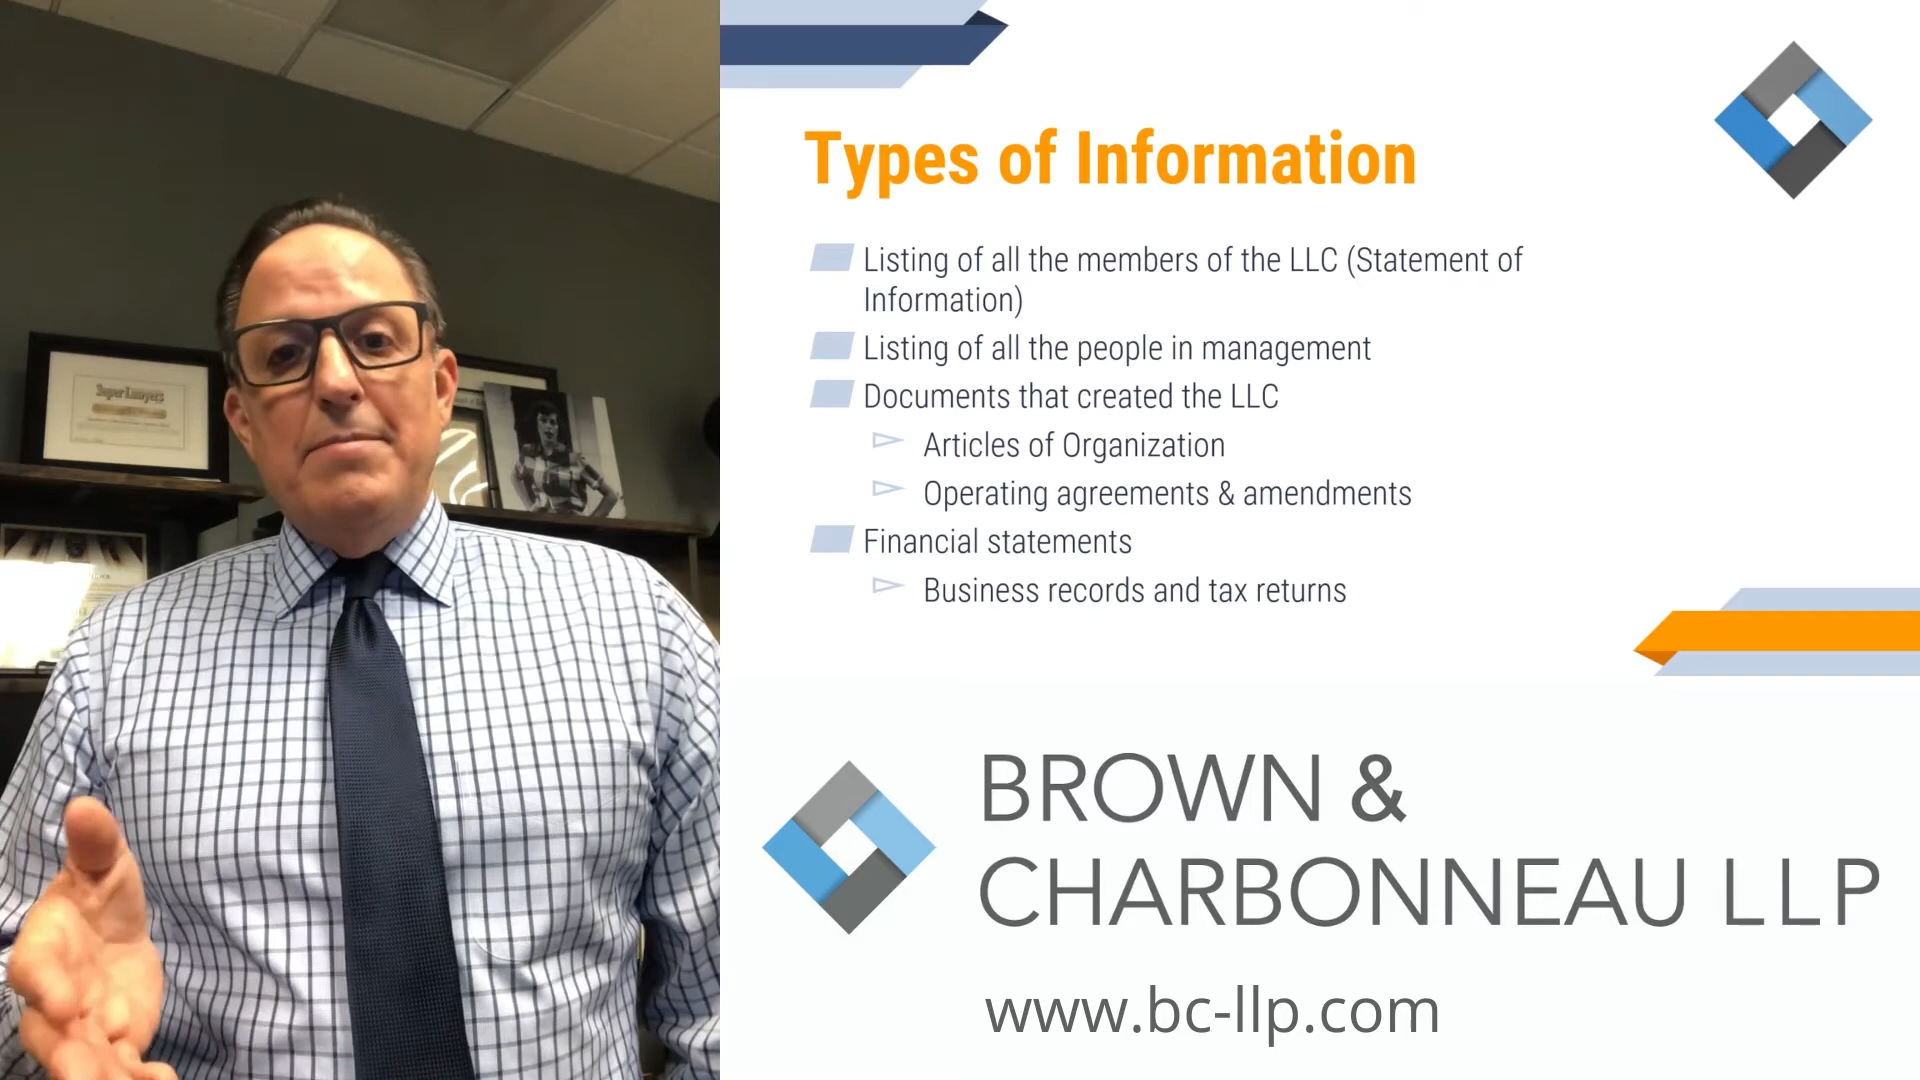 Super Lawyers
Types of Information
Listing of all the members of the LLC (Statement of
Information)
Listing of all the people in management
Documents that created the LLC
Articles of Organization
Operating agreements & amendments
Financial statements
Business records and tax returns
BROWN &
CHARBONNEAU LLP
www.bc-llp.com